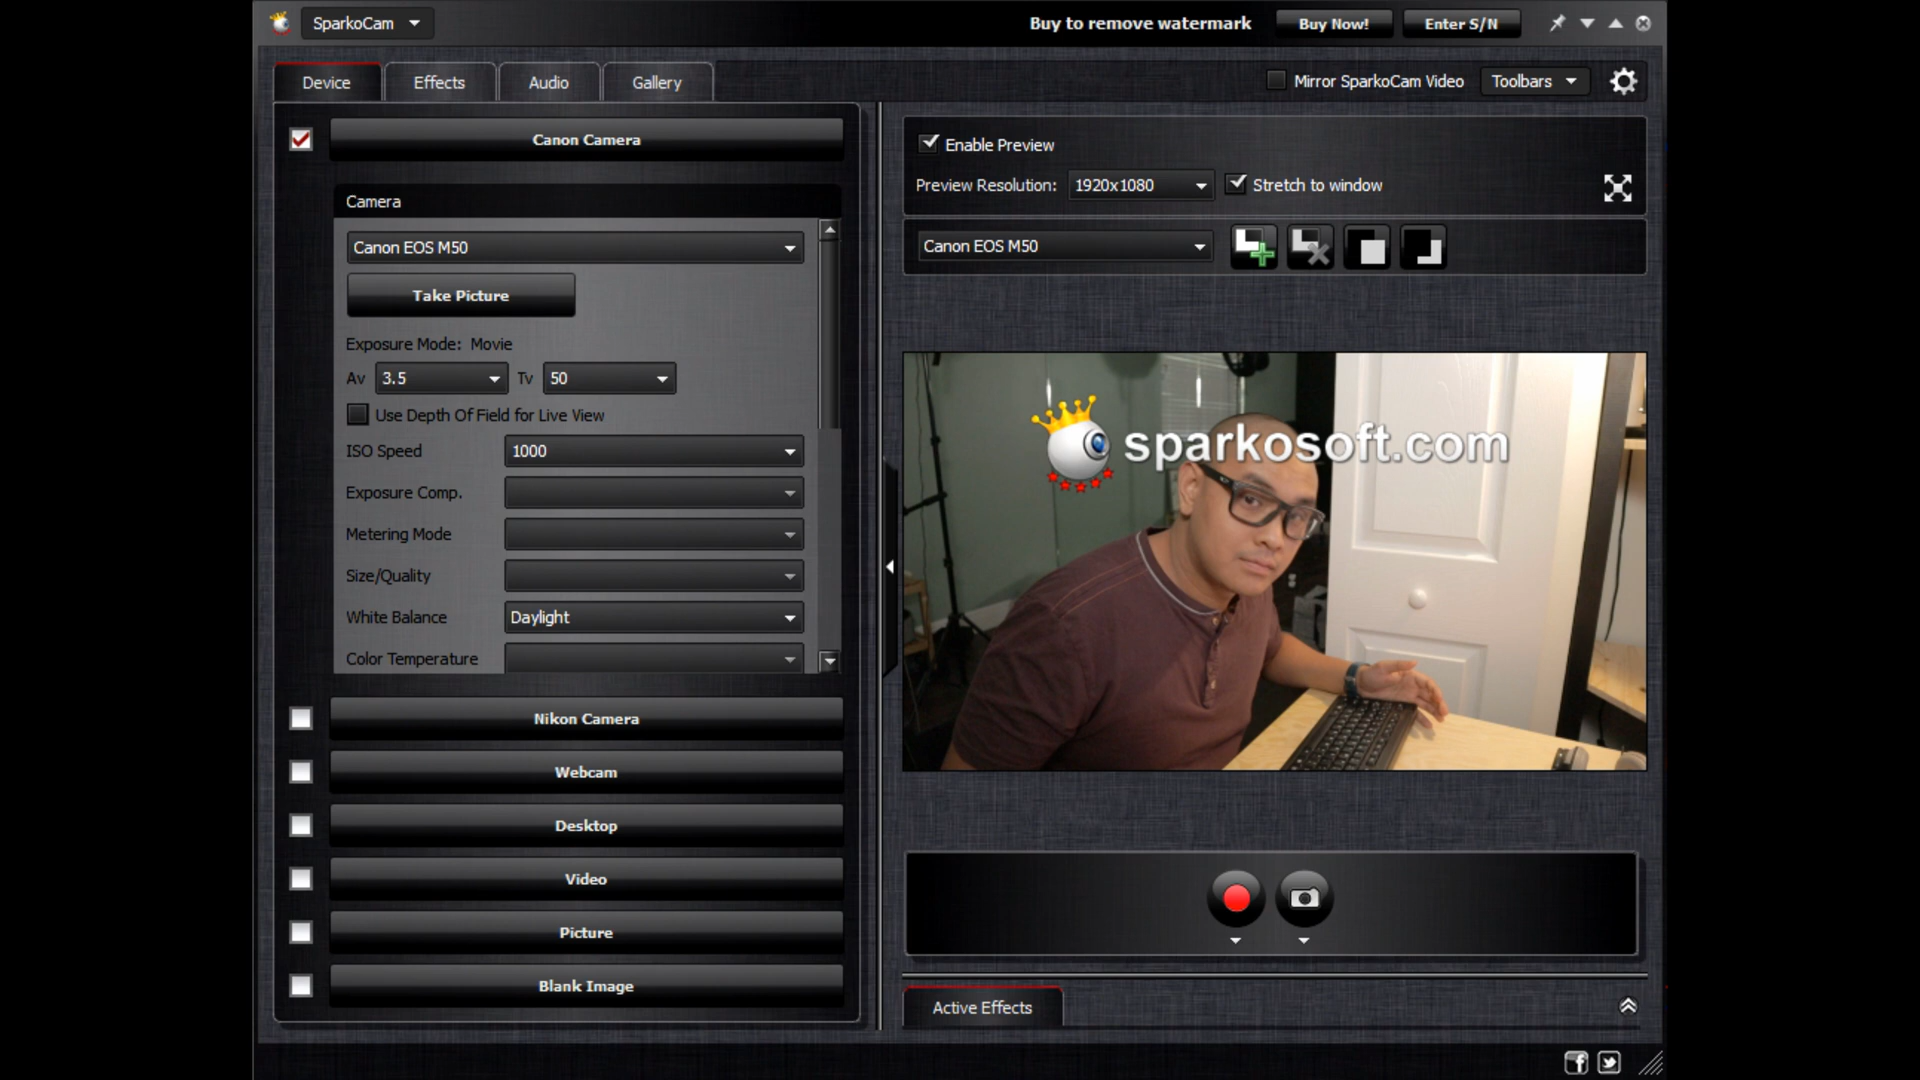 SparkoCam
Buy to remove watermark
Buy Now!
Enter S/N
Device
Effects
Audio
Gallery
Mirror SparkoCam Video
Toolbars
Canon Camera
Camera
Canon EOS M50
Take Picture
Exposure Mode: Movie
Av 3.5 Tv 50
Use Depth Of Field for Live View
ISO Speed 1000
Exposure Comp.
Metering Mode
Size/Quality
White Balance Daylight
Color Temperature
Nikon Camera
Webcam
Desktop
Video
Picture
Blank Image
Enable Preview
Preview Resolution: 1920x1080 Stretch to window
Canon EOS M50
sparkosoft.com
Active Effects